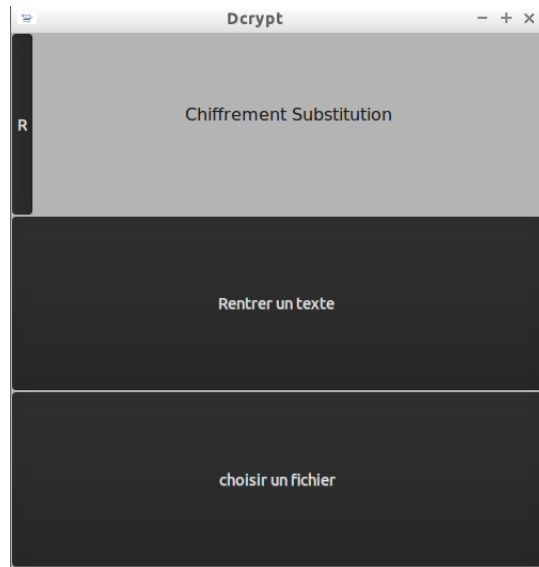 Dcrypt
R
Chiffrement Substitution
Rentrer un texte
choisir un fichier